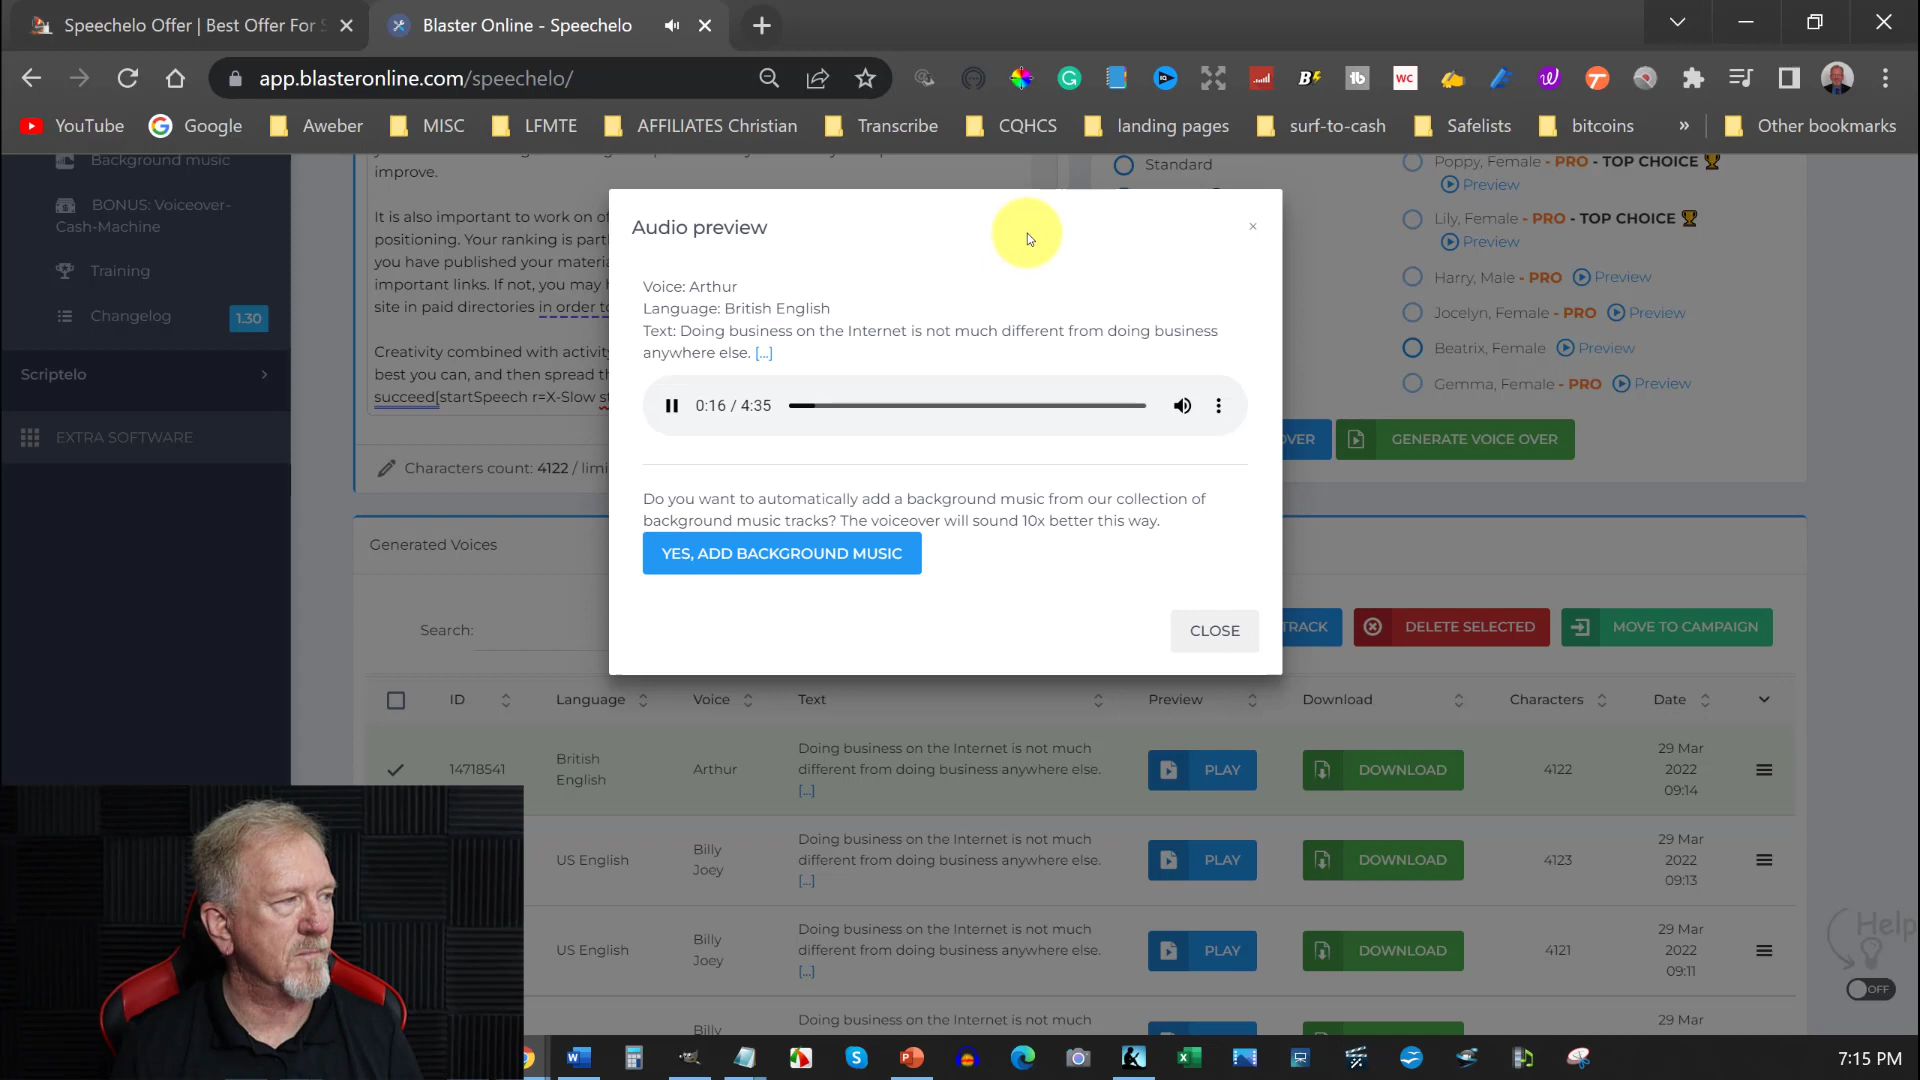 Speechelo Offer | Best Offer For S
Blaster Online - Speechelo
app.blasteronline.com/speechelo/
YouTube
Google
Aweber
MISC
LFMTE
AFFILIATES Christian
Transcribe
CQHCS
landing pages
surf-to-cash
Safelists
bitcoins
»
Other bookmarks
Background music
BONUS: Voiceover-
Cash-Machine
Training
Changelog
1.30
Scriptelo
EXTRA SOFTWARE
improve.
It is also important to work on of
positioning. Your ranking is part
you have published your materia
important links. If not, you may h
site in paid directories in order to
Creativity combined with activity
best you can, and then spread th
succeed[startSpeech r=X-Slow s
Characters count: 4122 / limi
Standard
Poppy, Female - PRO - TOP CHOICE
Preview
Lily, Female - PRO - TOP CHOICE
Preview
Harry, Male - PRO Preview
Jocelyn, Female - PRO Preview
Beatrix, Female Preview
Gemma, Female - PRO Preview
OVER
GENERATE VOICE OVER
Audio preview
×
Voice: Arthur
Language: British English
Text: Doing business on the Internet is not much different from doing business
anywhere else. [...]
0:16 / 4:35
Do you want to automatically add a background music from our collection of
background music tracks? The voiceover will sound 10x better this way.
YES, ADD BACKGROUND MUSIC
CLOSE
Generated Voices
Search:
TRACK
DELETE SELECTED
MOVE TO CAMPAIGN
ID Language Voice Text Preview Download Characters Date
14718541 British English Arthur Doing business on the Internet is not much
different from doing business anywhere else.
[...]
PLAY DOWNLOAD 4122 29 Mar
2022
09:14
US English Billy Joey Doing business on the Internet is not much
different from doing business anywhere else.
[...]
PLAY DOWNLOAD 4123 29 Mar
2022
09:13
US English Billy Joey Doing business on the Internet is not much
different from doing business anywhere else.
[...]
PLAY DOWNLOAD 4121 29 Mar
2022
09:11
Billy Doing business on the Internet is not much 29 Mar
Help
OFF
7:15 PM